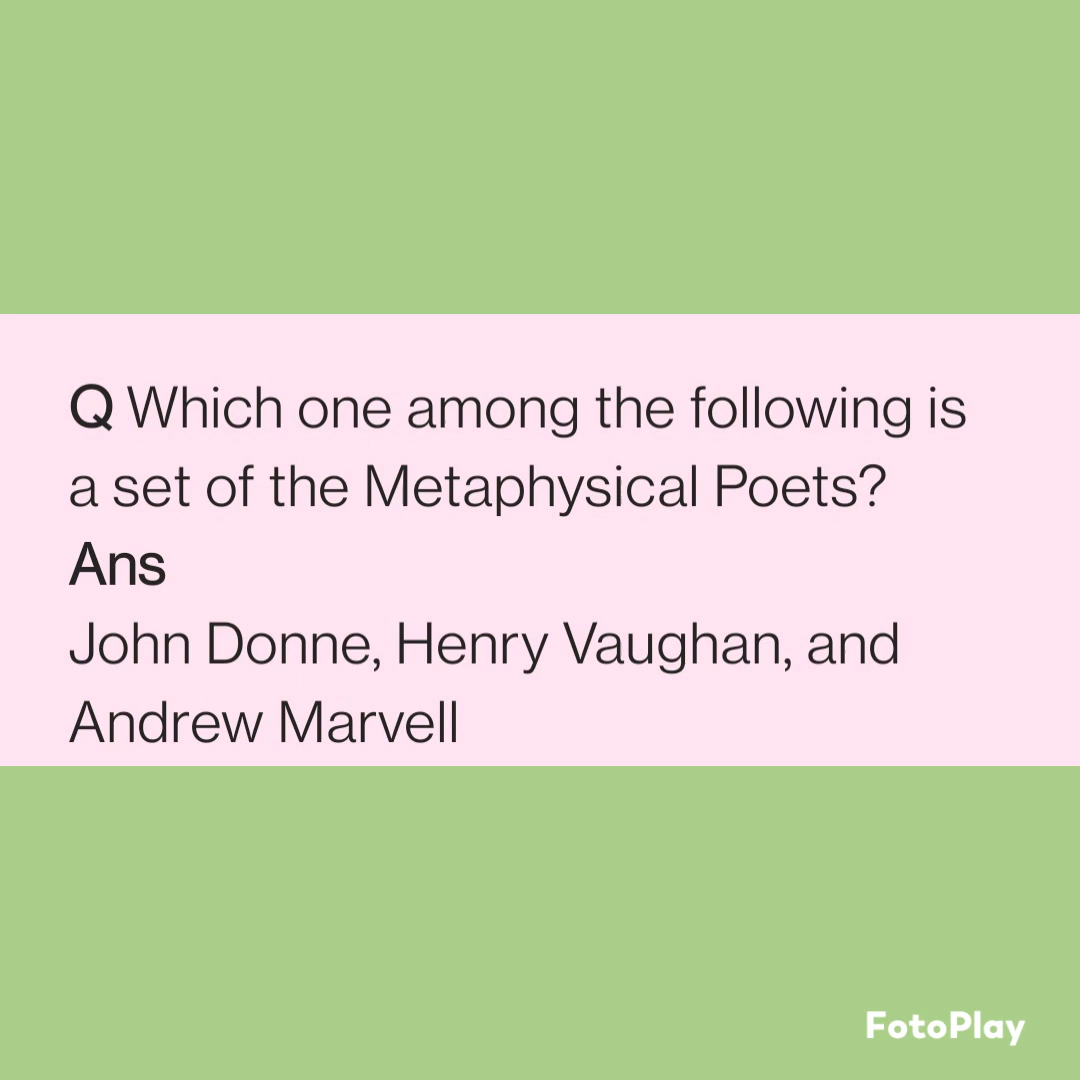 Q Which one among the following is
a set of the Metaphysical Poets?
Ans
John Donne, Henry Vaughan, and
Andrew Marvell
FotoPlay